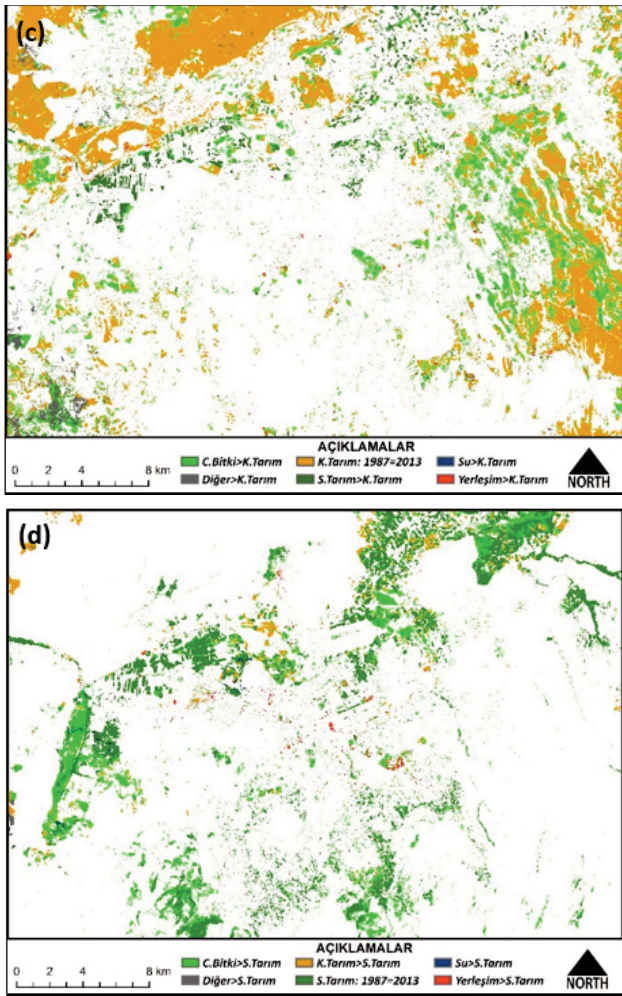 (c)
AÇIKLAMALAR
C.Bitki>K.Tarım K.Tarım: 1987=2013 Su>K.Tarım
0 2 4 8 km Diğer>K.Tarım S.Tarım>K.Tarım Yerleşim>K.Tarım NORTH
(d)
AÇIKLAMALAR
C.Bitki>S.Tarım K.Tarım>S.Tarım Su>S.Tarım
0 2 4 8 km Diğer>S.Tarım S.Tarım: 1987=2013 Yerleşim>S.Tarım NORTH